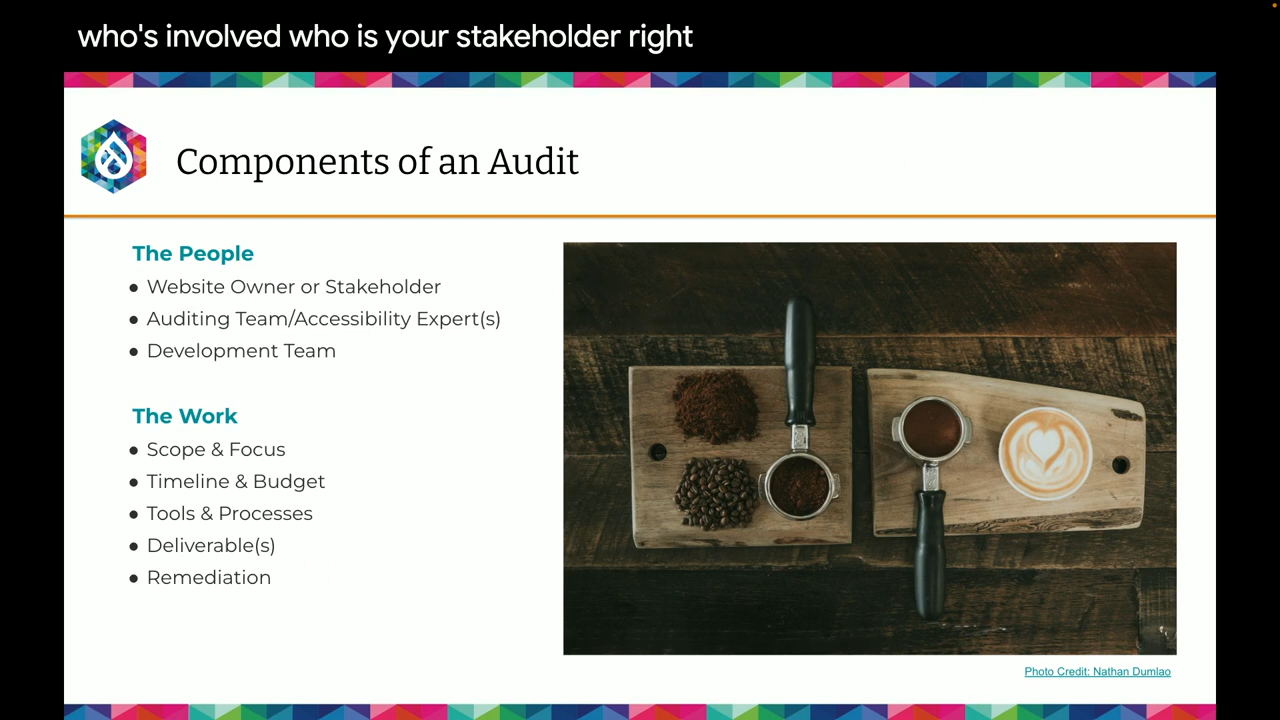 who's involved who is your stakeholder right
Components of an Audit
The People
● Website Owner or Stakeholder
● Auditing Team/Accessibility Expert(s)
● Development Team
The Work
● Scope & Focus
● Timeline & Budget
● Tools & Processes
● Deliverable(s)
● Remediation
Photo Credit: Nathan Dumlao